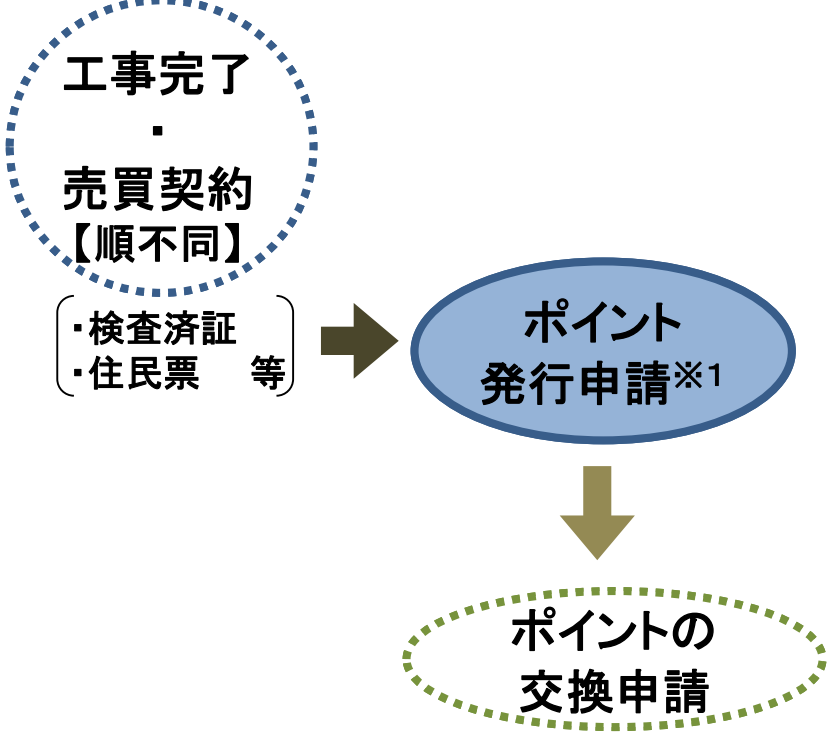 工事完了
・
売買契約
【順不同】
・検査済証
・住民票　等
ポイント
発行申請※1
ポイントの
交換申請